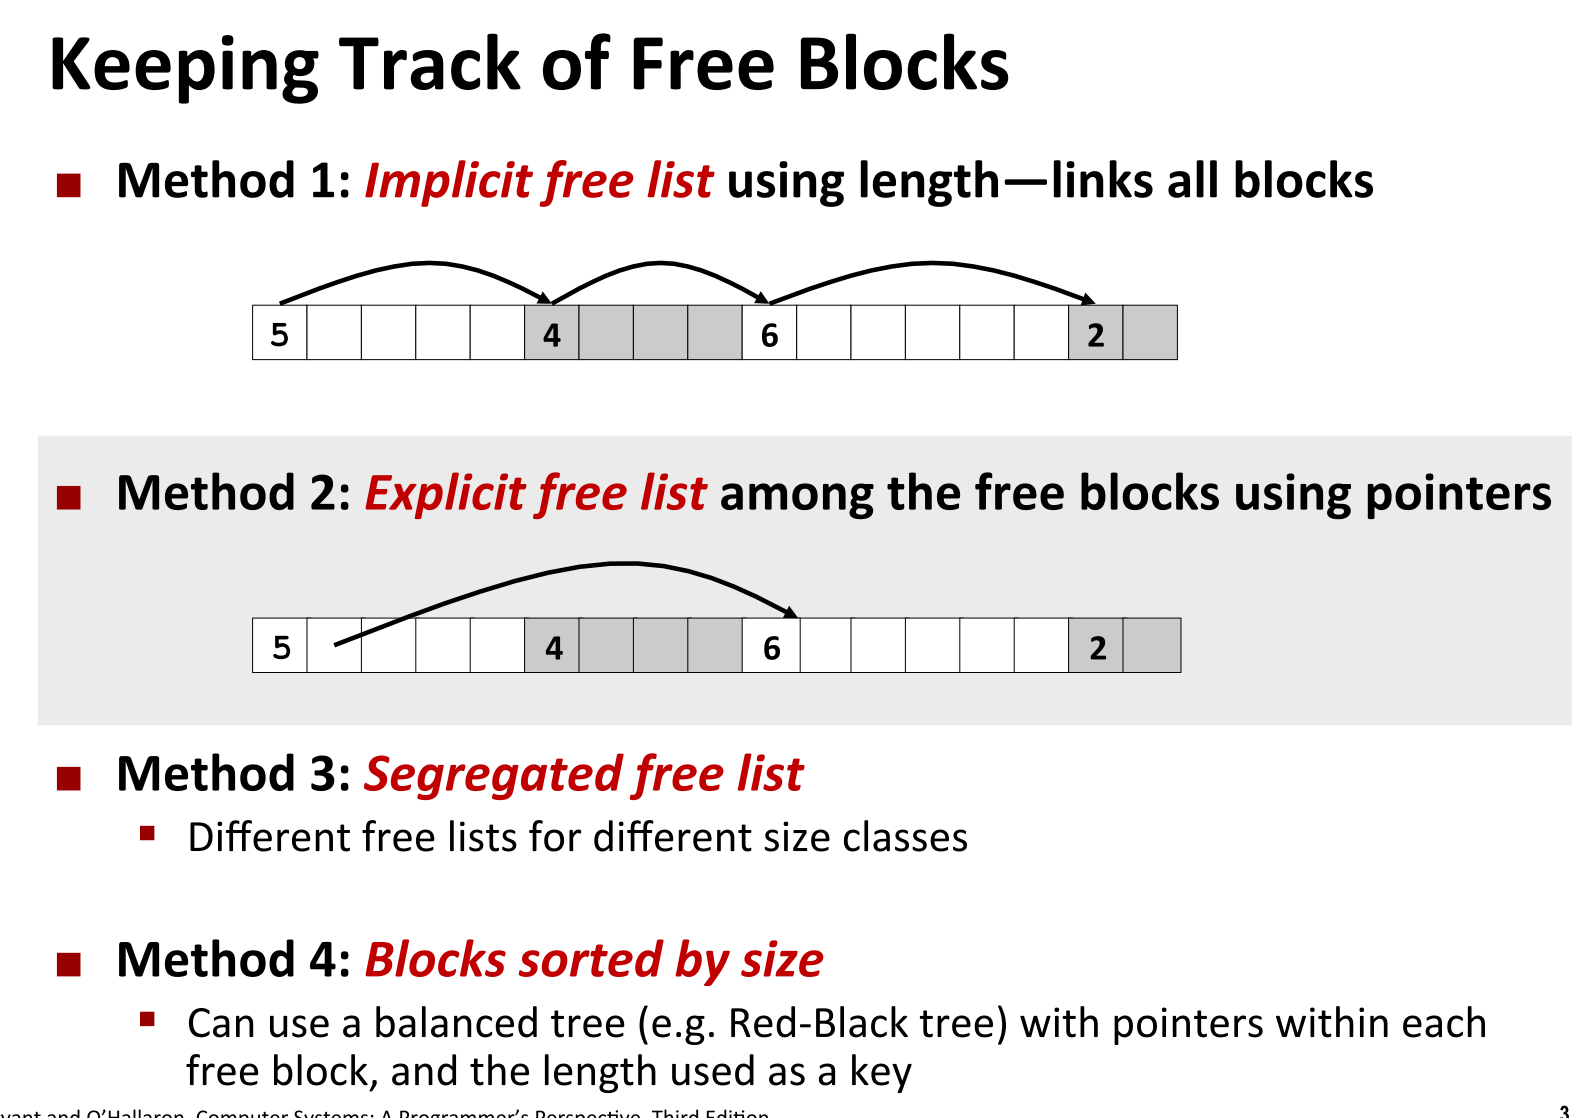 Keeping Track of Free Blocks
Method 1: Implicit free list using length—links all blocks
5 4 6 2
Method 2: Explicit free list among the free blocks using pointers
5 4 6 2
Method 3: Segregated free list
Different free lists for different size classes
Method 4: Blocks sorted by size
Can use a balanced tree (e.g. Red-Black tree) with pointers within each
free block, and the length used as a key
and O'Hallaron, Computer Systems: A Programmer's Perspective, Third Edition
3